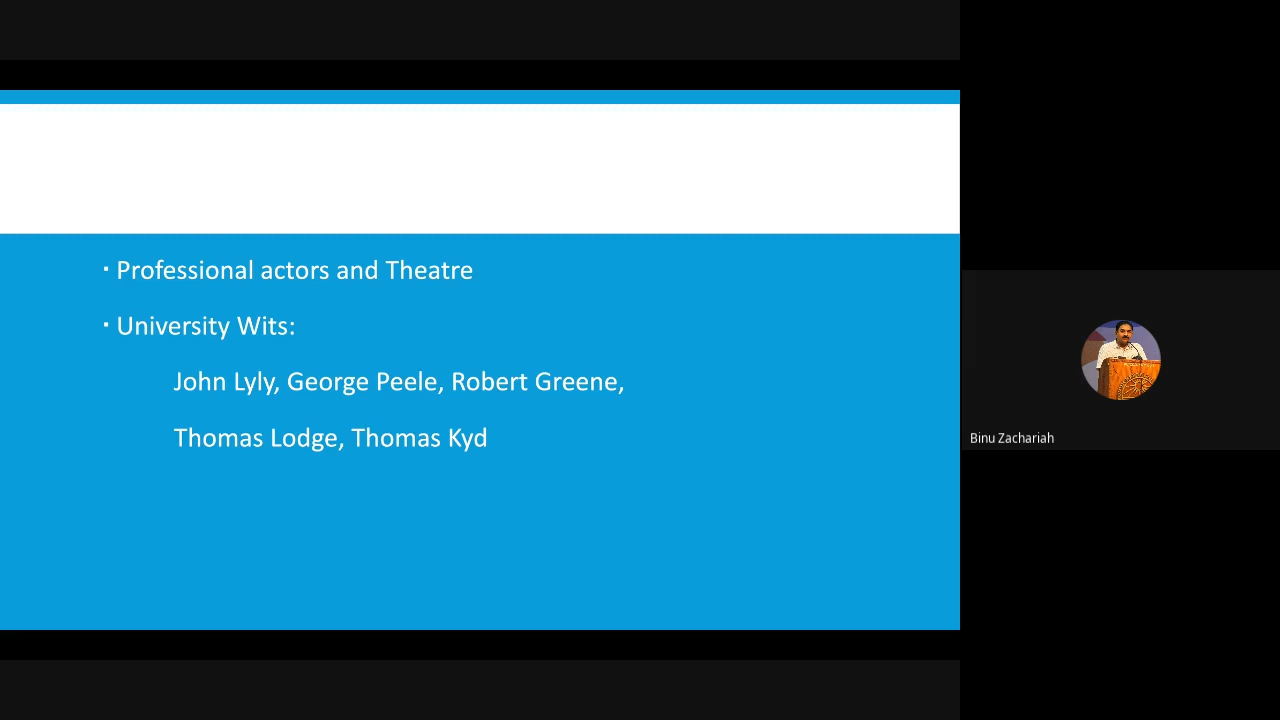 ▪ Professional actors and Theatre
▪ University Wits:
John Lyly, George Peele, Robert Greene,
Thomas Lodge, Thomas Kyd
Binu Zachariah